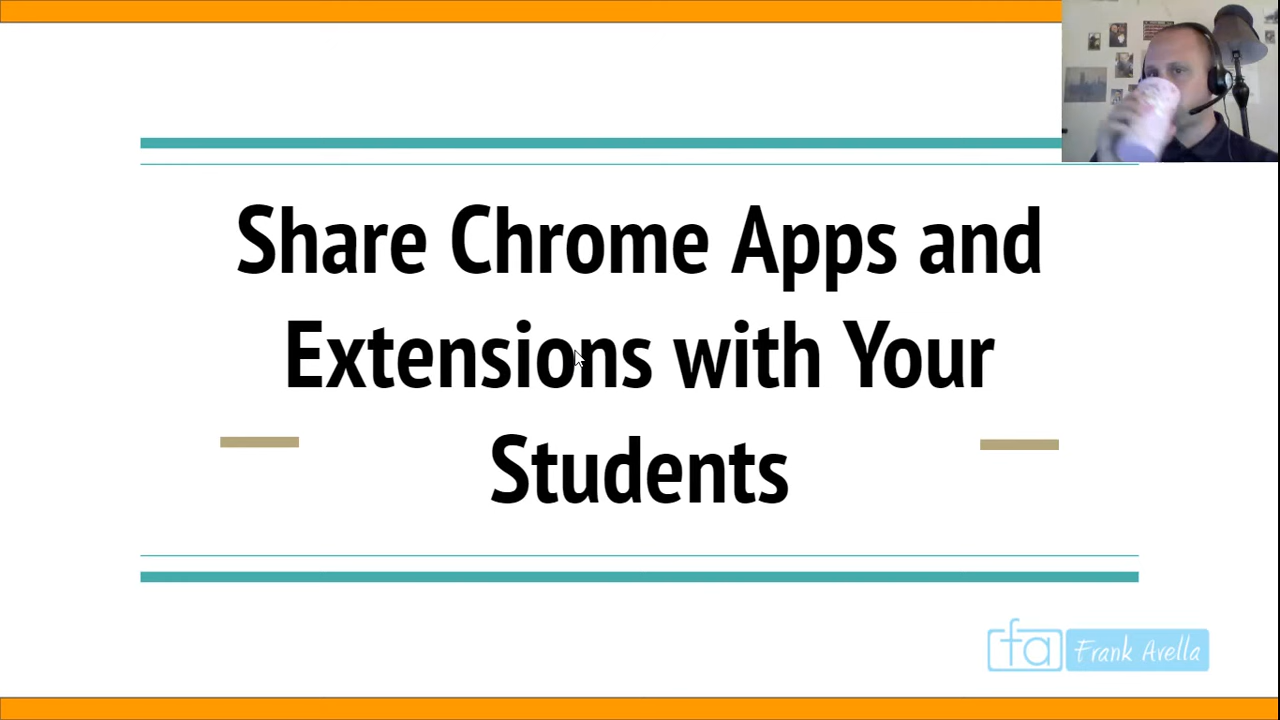 Share Chrome Apps and
Extensions with Your
Students
fa Frank Avella